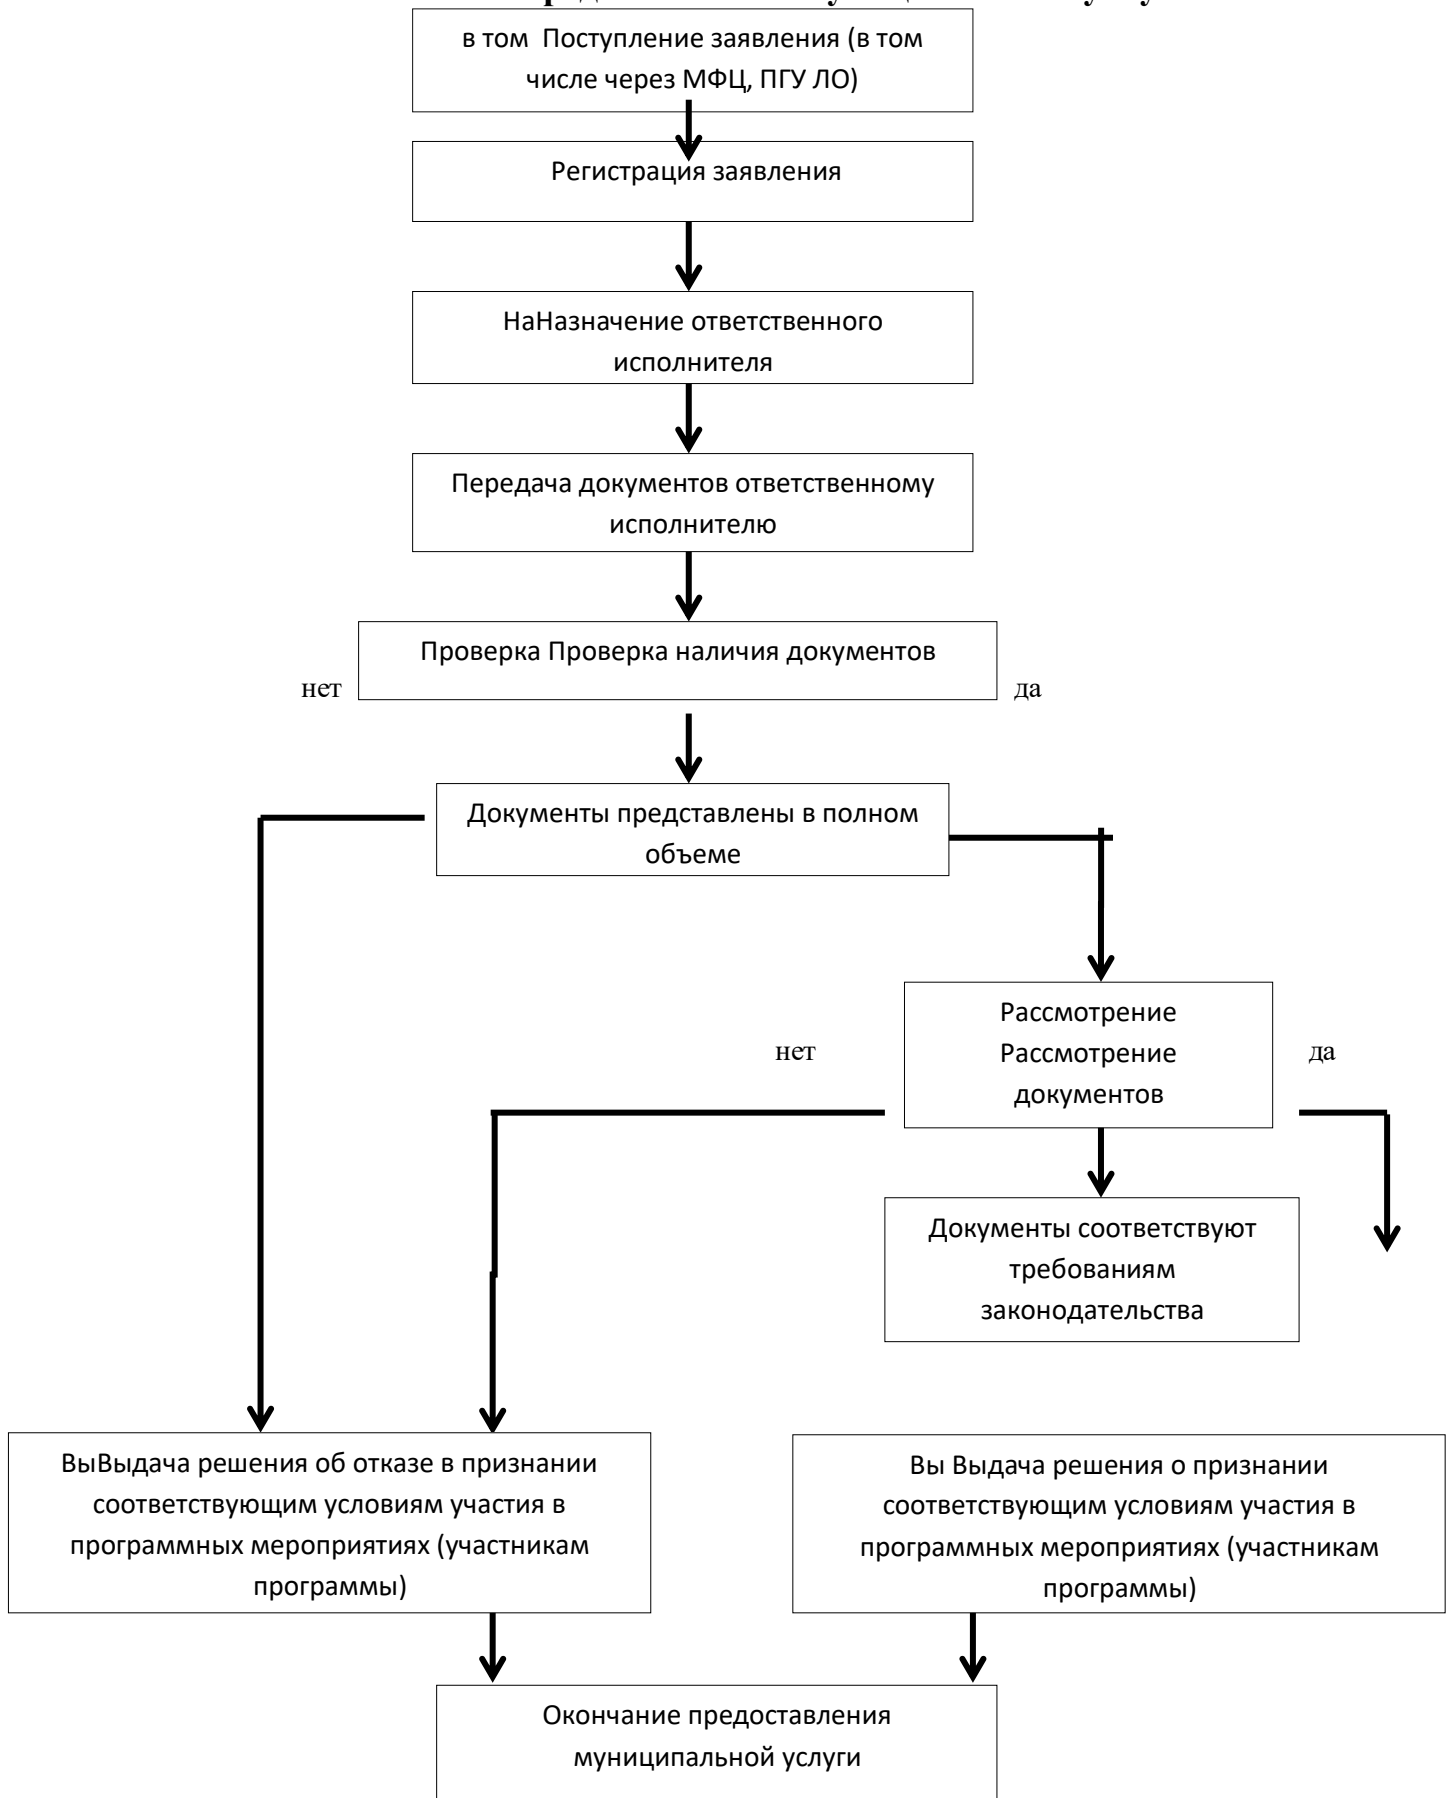 в том  Поступление заявления (в том
числе через МФЦ, ПГУ ЛО)
Регистрация заявления
НаНазначение ответственного
исполнителя
Передача документов ответственному
исполнителю
Проверка Проверка наличия документов
нет
да
Документы представлены в полном
объеме
Рассмотрение
Рассмотрение
документов
нет
да
Документы соответствуют
требованиям
законодательства
ВыВыдача решения об отказе в признании
соответствующим условиям участия в
программных мероприятиях (участникам
программы)
Вы Выдача решения о признании
соответствующим условиям участия в
программных мероприятиях (участникам
программы)
Окончание предоставления
муниципальной услуги